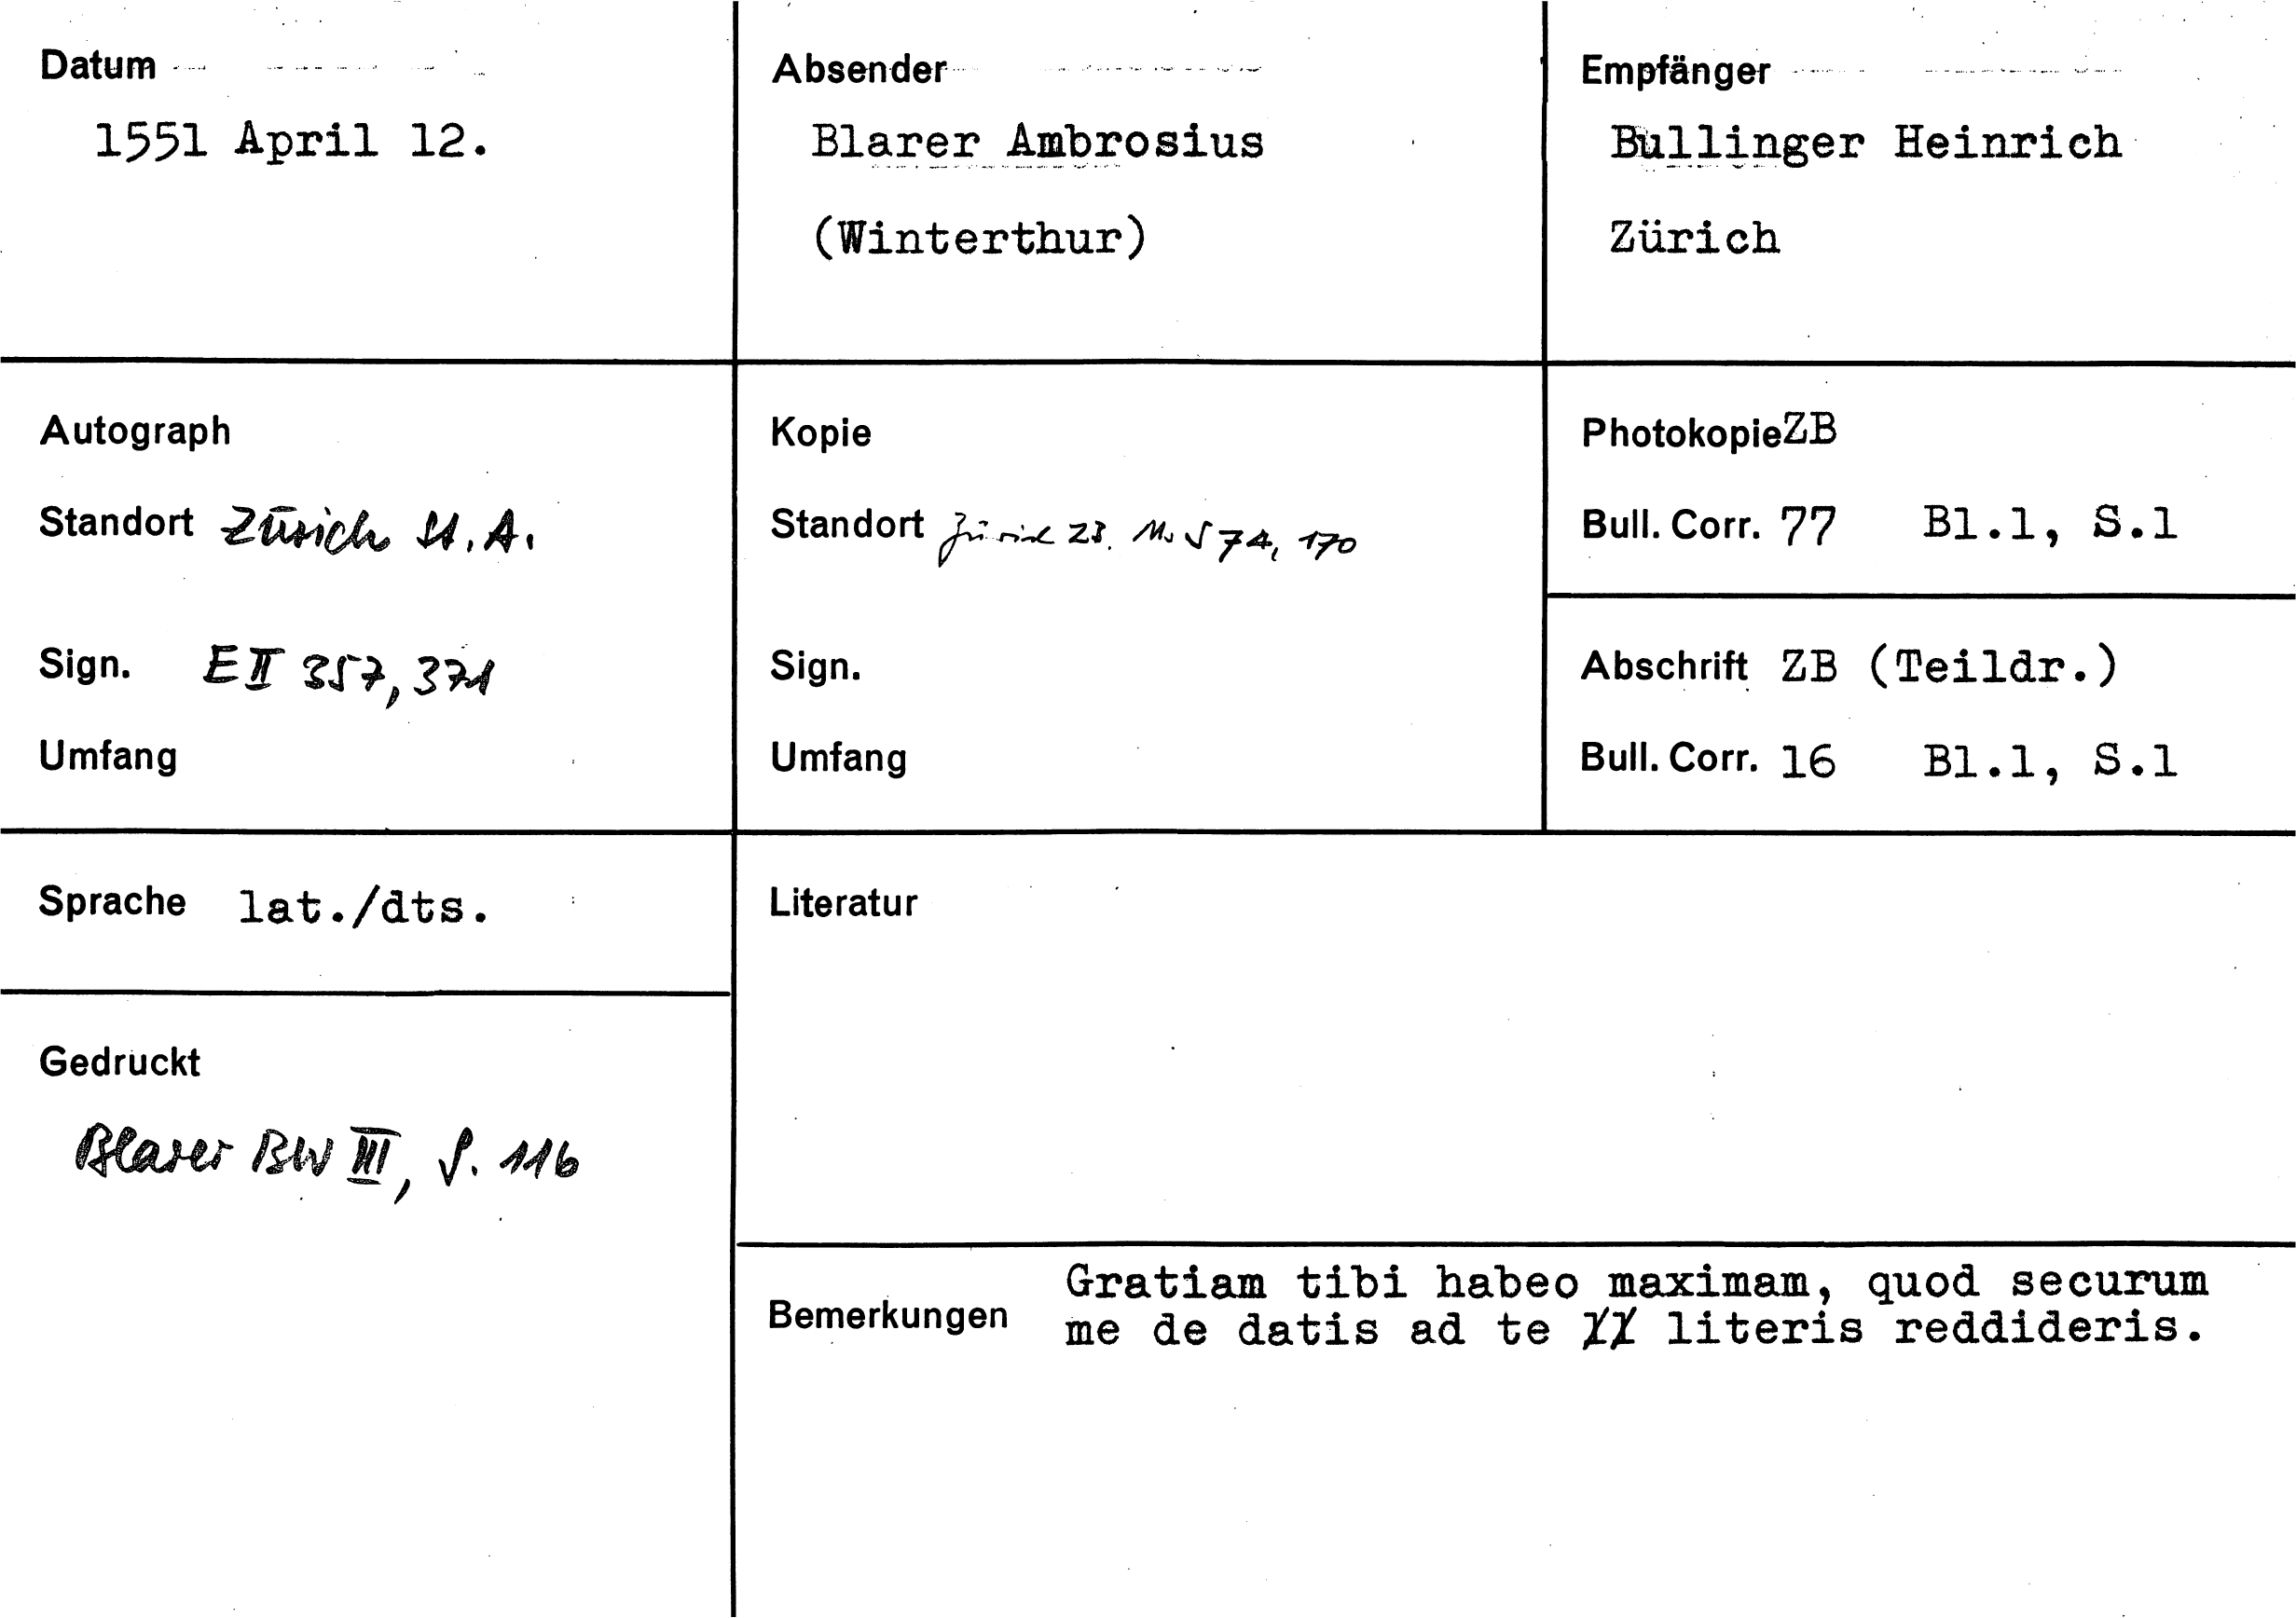 Datum
1551 April 12.
Absender
Blarer Ambrosius
(Winterthur)
Empfänger
Bullinger Heinrich
Zürich
Autograph
Standort Zürich St. A.
Sign. E II 357, 371
Umfang
Kopie
Standort Zürich ZB. Ms S 74, 170
Sign.
Umfang
Photokopie ZB
Bull. Corr. 77 Bl.1, S.1
Abschrift ZB (Teildr.)
Bull. Corr. 16 Bl.1, S.1
Sprache lat./dts.
Gedruckt
Blarer BW III, S. 116
Literatur
Bemerkungen
Gratiam tibi habeo maximam, quod securum
me de datis ad te literis reddideris.